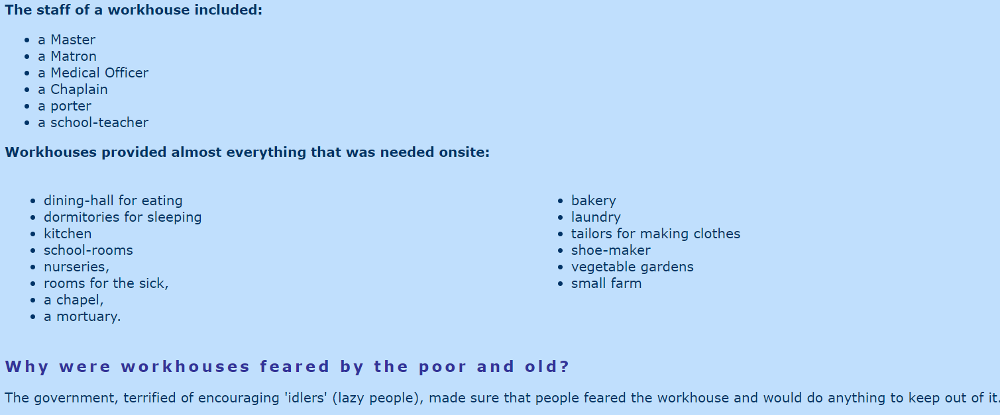 The staff of a workhouse included:
a Master
a Matron
a Medical Officer
a Chaplain
a porter
a school-teacher
Workhouses provided almost everything that was needed onsite:
dining-hall for eating
dormitories for sleeping
kitchen
school-rooms
nurseries,
rooms for the sick,
a chapel,
a mortuary.
bakery
laundry
tailors for making clothes
shoe-maker
vegetable gardens
small farm
Why were workhouses feared by the poor and old?
The government, terrified of encouraging 'idlers' (lazy people), made sure that people feared the workhouse and would do anything to keep out of it.